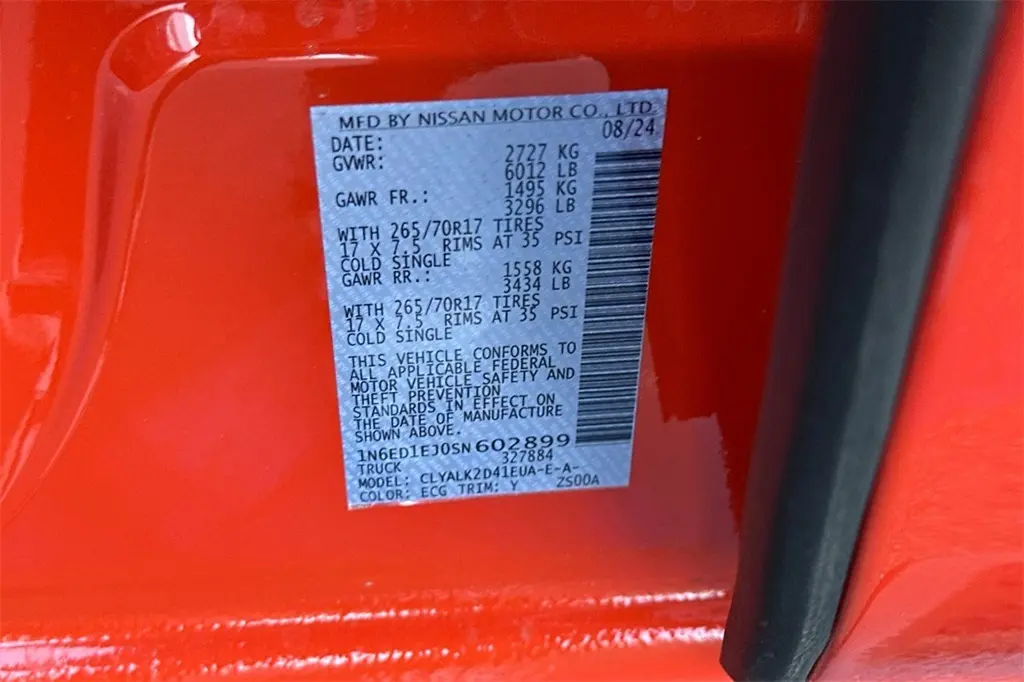 MFD BY NISSAN MOTOR CO., LTD.
DATE: 08/24
GVWR: 2727 KG
6012 LB
GAWR FR.: 1495 KG
3296 LB
WITH 265/70R17 TIRES
17 X 7.5 RIMS AT 35 PSI
COLD SINGLE
GAWR RR.: 1558 KG
3434 LB
WITH 265/70R17 TIRES
17 X 7.5 RIMS AT 35 PSI
COLD SINGLE
THIS VEHICLE CONFORMS TO
ALL APPLICABLE FEDERAL
MOTOR VEHICLE SAFETY AND
THEFT PREVENTION
STANDARDS IN EFFECT ON
THE DATE OF MANUFACTURE
SHOWN ABOVE.
1N6ED1EJ0SN602899
TRUCK 327884
MODEL: CLYALK2D41EUA-E-A-
COLOR: ECG TRIM: Y ZS00A